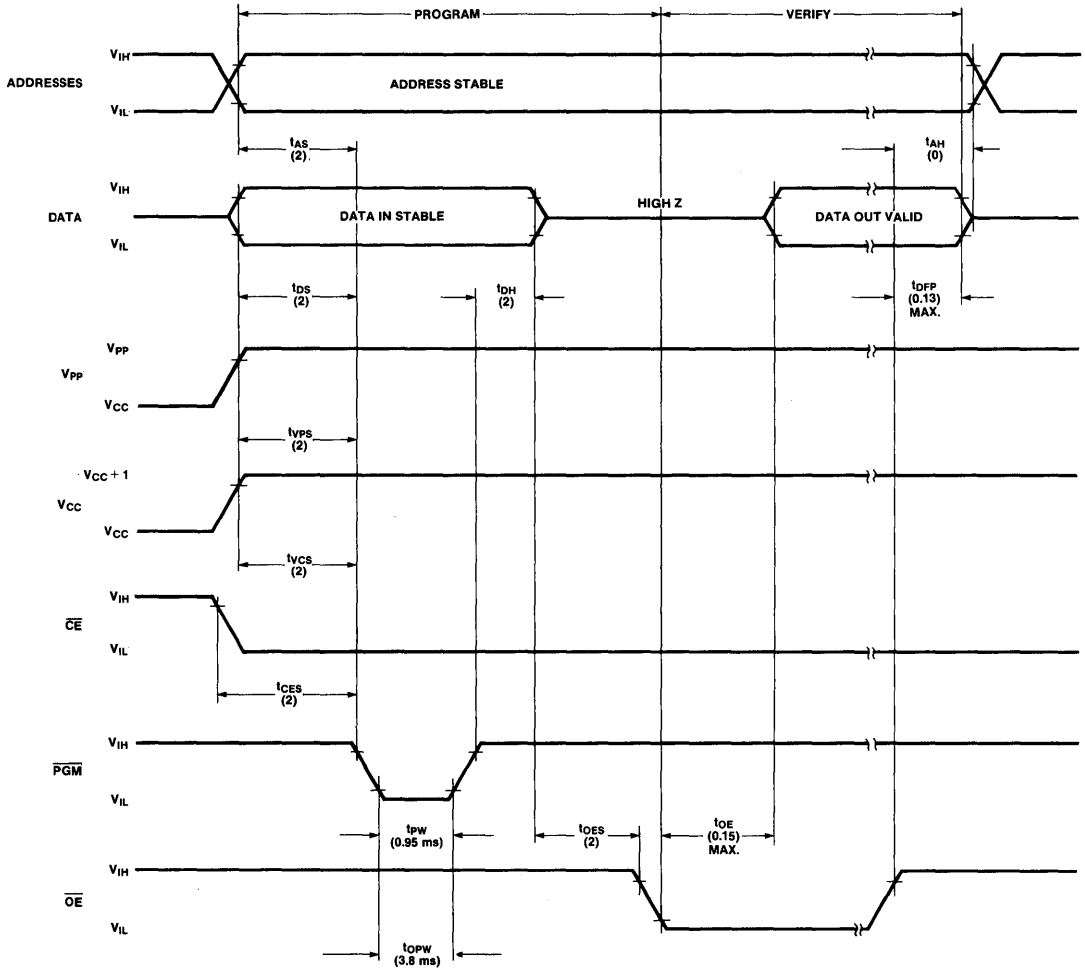 PROGRAM
VERIFY
VIH
ADDRESSES
ADDRESS STABLE
VIL
tAS
(2)
tAH
(0)
VIH
DATA
DATA IN STABLE
HIGH Z
DATA OUT VALID
VIL
tDS
(2)
tDH
(2)
tDFP
(0.13)
MAX.
VPP
VPP
VCC
tVPS
(2)
VCC + 1
VCC
VCC
tVCS
(2)
VIH
CE
VIL
tCES
(2)
VIH
PGM
VIL
tPW
(0.95 ms)
tOES
(2)
tOE
(0.15)
MAX.
VIH
OE
VIL
tOPW
(3.8 ms)